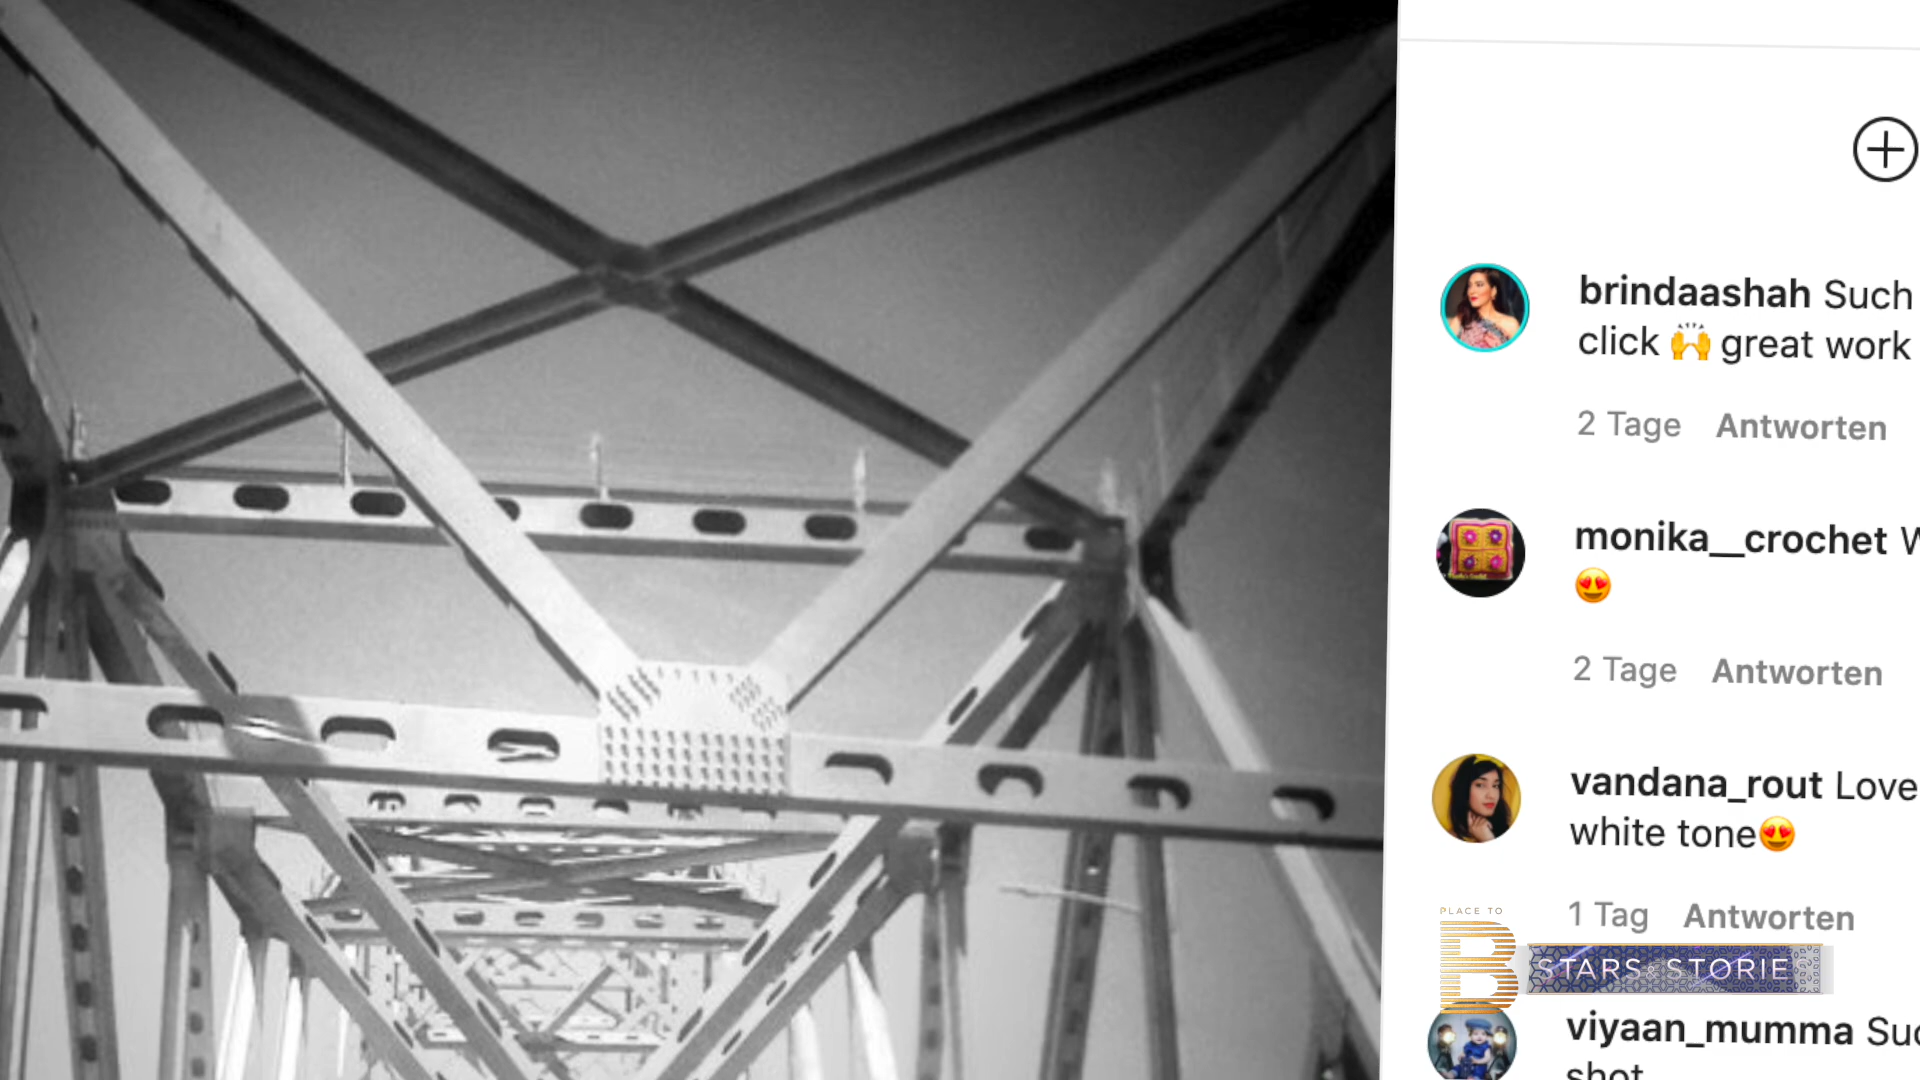 brindaashah Such
click 🙌 great work
2 Tage Antworten
monika__crochet
😍
2 Tage Antworten
vandana_rout Love
white tone😍
1 Tag Antworten
PLACE TO
B
STARS & STORIE
viyaan_mumma
shot